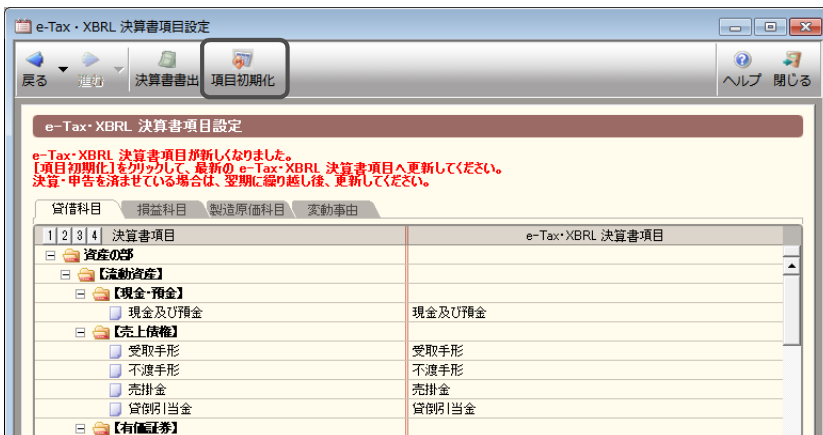 e-Tax・XBRL 決算書項目設定
戻る 進む 決算書書出 項目初期化 ヘルプ 閉じる
e-Tax・XBRL 決算書項目設定
e-Tax・XBRL 決算書項目が新しくなりました。
[項目初期化]をクリックして、最新の e-Tax・XBRL 決算書項目へ更新してください。
決算・申告を済ませている場合は、翌期に繰り越し後、更新してください。
貸借科目 損益科目 製造原価科目 変動事由
1 2 3 4 決算書項目 e-Tax・XBRL 決算書項目
資産の部
【流動資産】
【現金・預金】
現金及び預金 現金及び預金
【売上債権】
受取手形 受取手形
不渡手形 不渡手形
売掛金 売掛金
貸倒引当金 貸倒引当金
【有価証券】